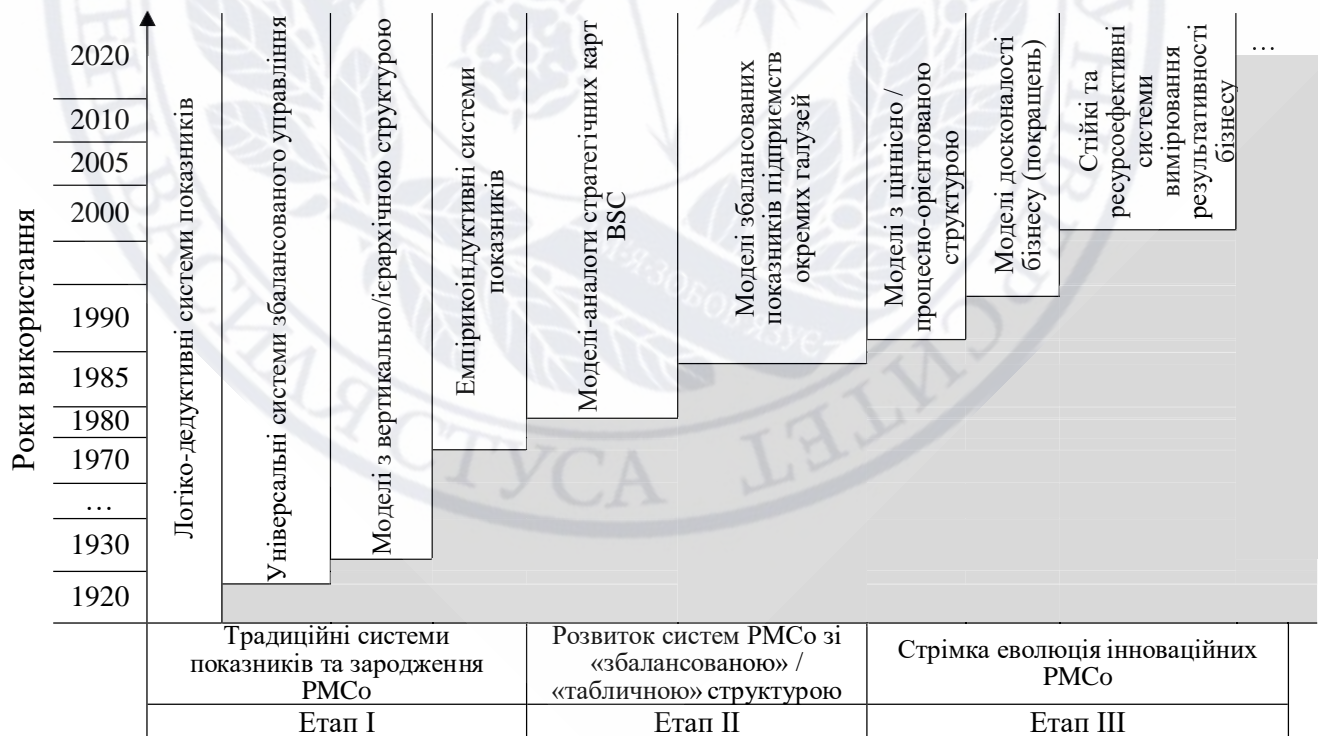 Роки використання
2020
2010
2005
2000
1990
1985
1980
1970
…
1930
1920
Логіко-дедуктивні системи показників
Універсальні системи збалансованого управління
Моделі з вертикально/ієрархічною структурою
Емпірикоіндуктивні системи
показників
Моделі-аналоги стратегічних карт
BSC
Моделі збалансованих
показників підприємств
окремих галузей
Моделі з ціннісно /
процесно-орієнтованою
структурою
Моделі досконалості
бізнесу (покращень)
Стійкі та
ресурсоефективні
системи
вимірювання
результативності
бізнесу
…
Традиційні системи
показників та зародження
PMCo
Розвиток систем PMCo зі
«збалансованою» /
«табличною» структурою
Стрімка еволюція інноваційних
PMCo
Етап I
Етап II
Етап III